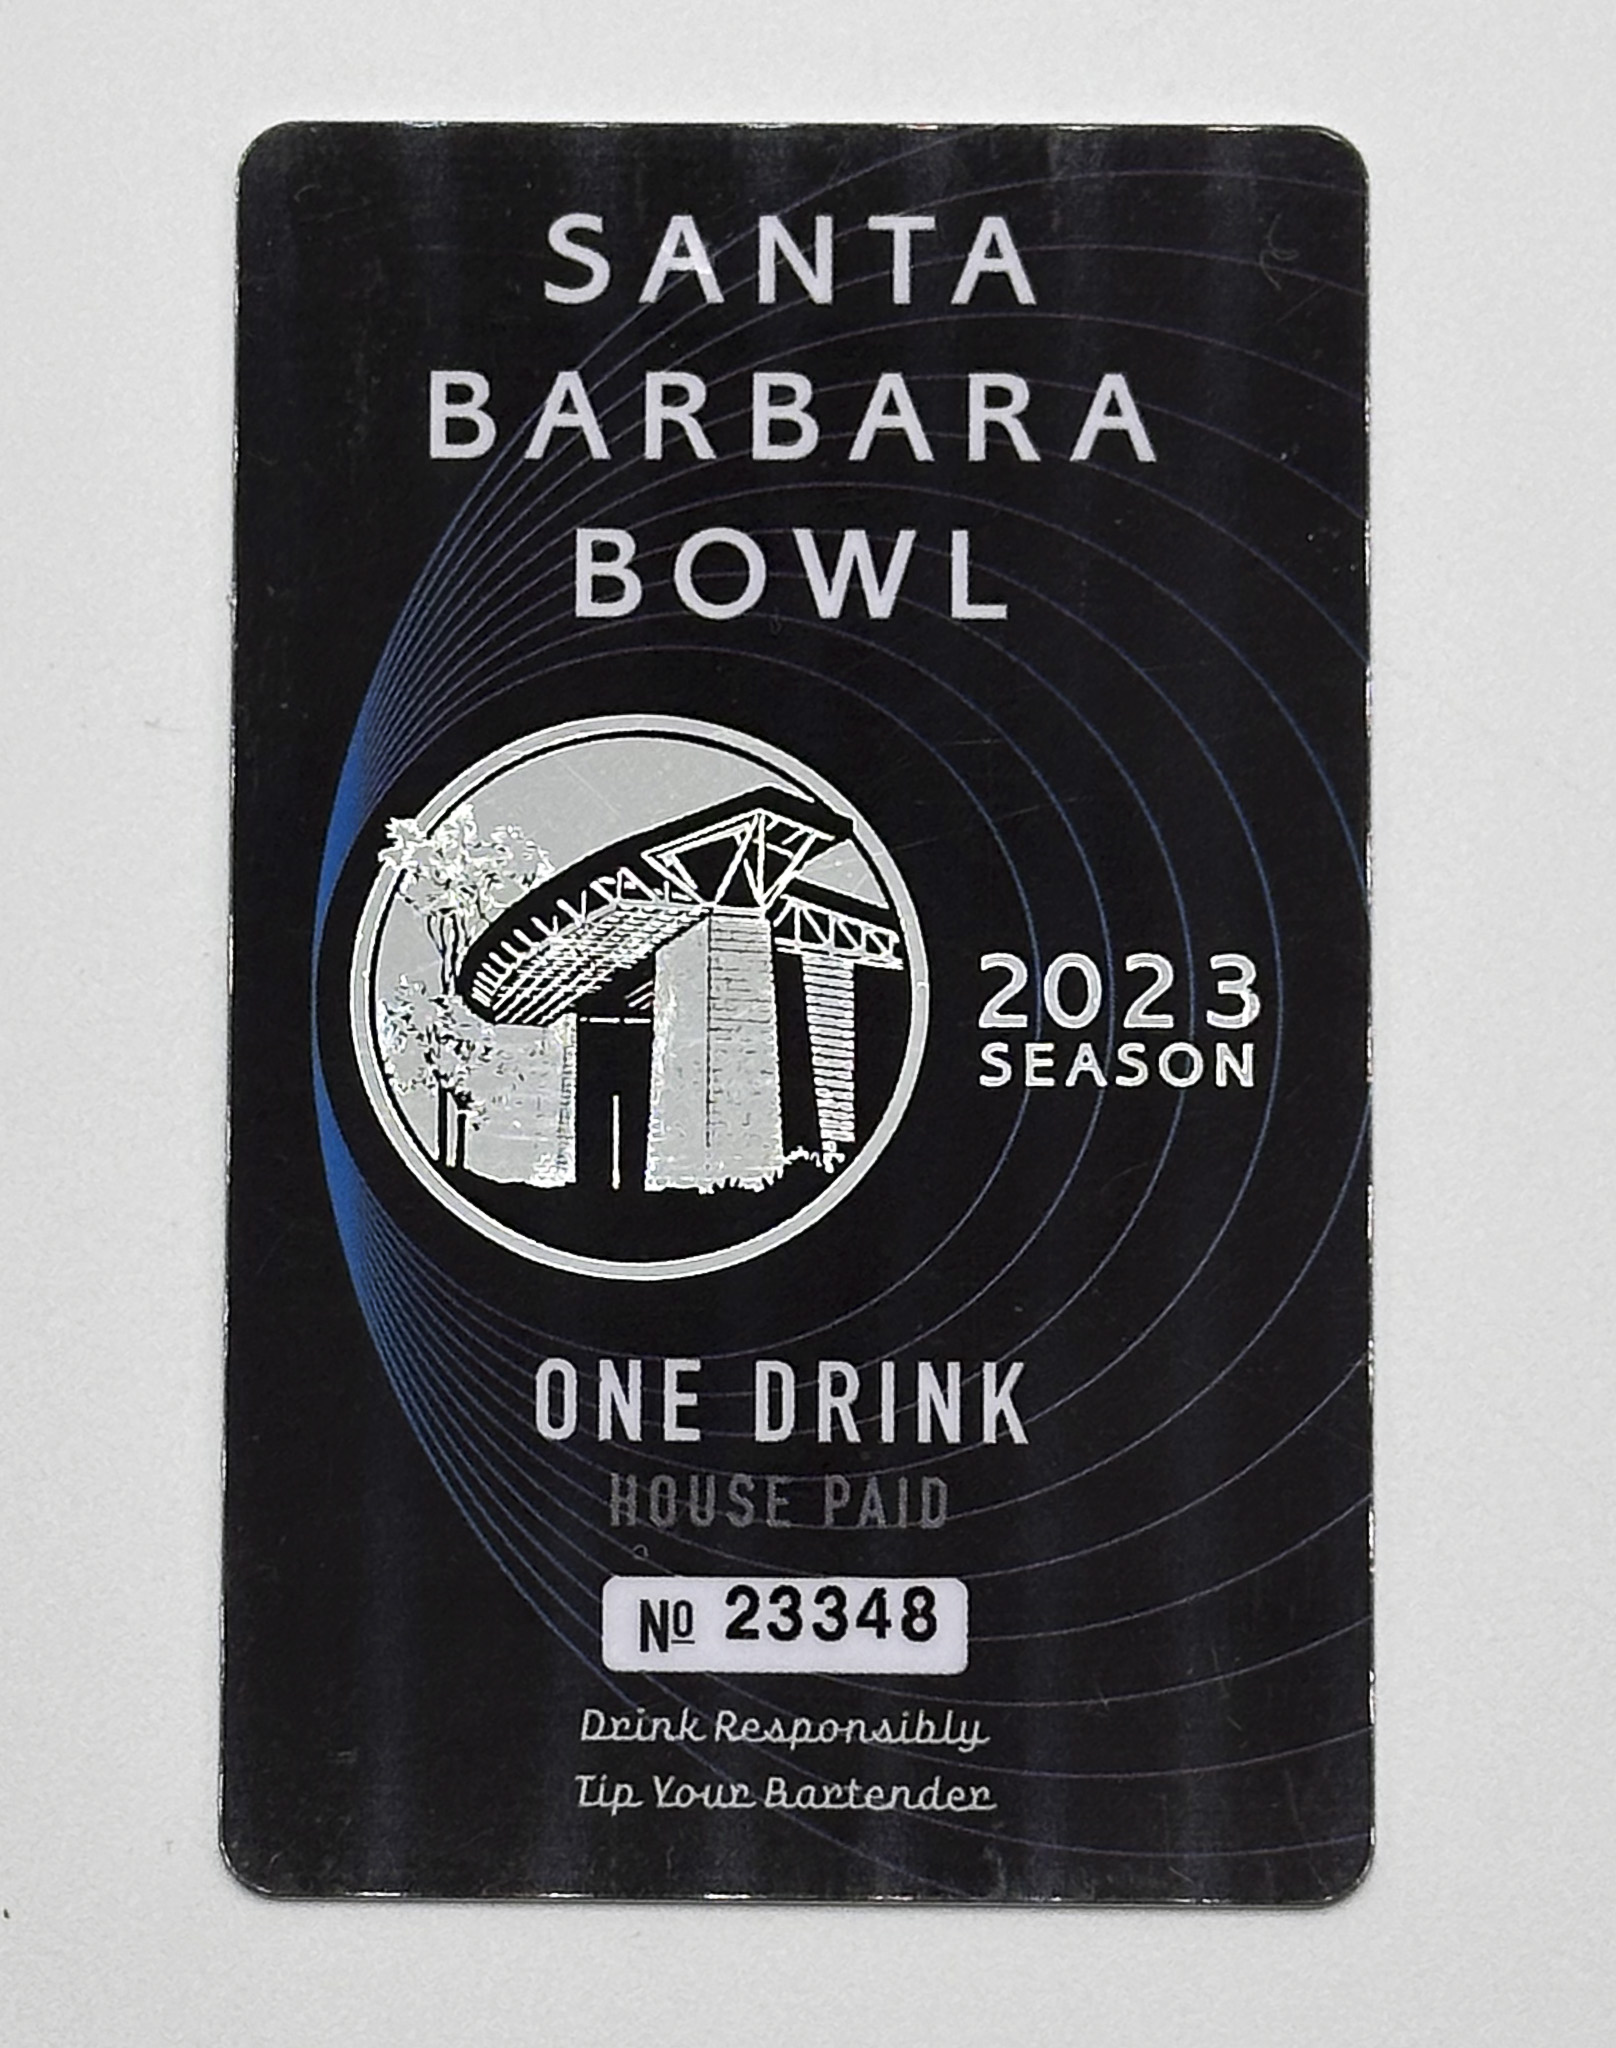 SANTA
BARBARA
BOWL
2023
SEASON
ONE DRINK
HOUSE PAID
Nº 23348
Drink Responsibly
Tip Your Bartender